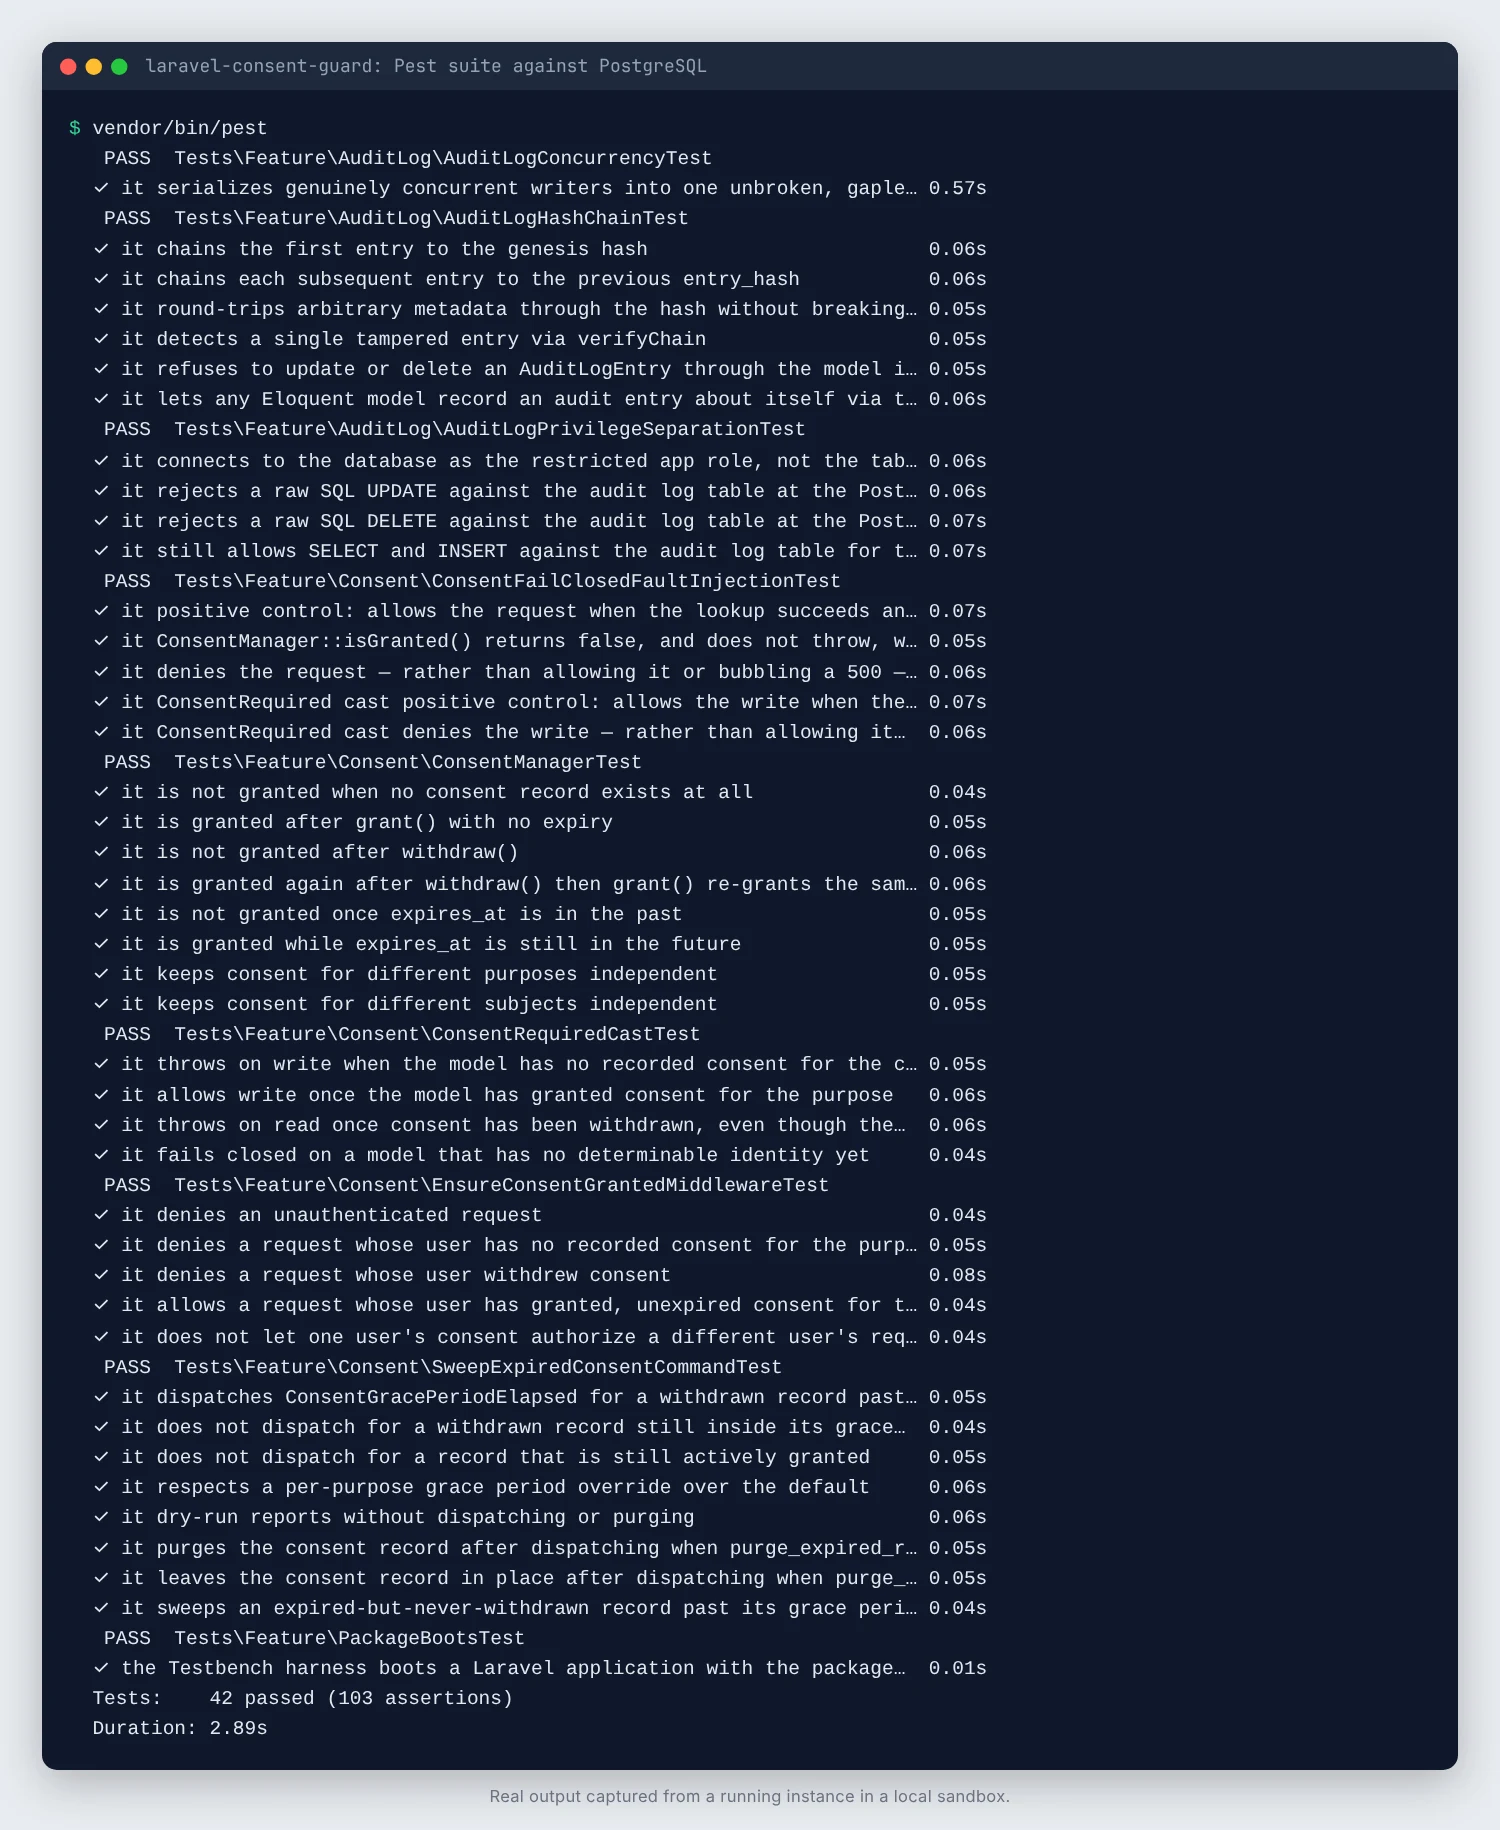 laravel-consent-guard: Pest suite against PostgreSQL
$ vendor/bin/pest
PASS  Tests\Feature\AuditLog\AuditLogConcurrencyTest
✓ it serializes genuinely concurrent writers into one unbroken, gaple… 0.57s
PASS  Tests\Feature\AuditLog\AuditLogHashChainTest
✓ it chains the first entry to the genesis hash 0.06s
✓ it chains each subsequent entry to the previous entry_hash 0.06s
✓ it round-trips arbitrary metadata through the hash without breaking… 0.05s
✓ it detects a single tampered entry via verifyChain 0.05s
✓ it refuses to update or delete an AuditLogEntry through the model i… 0.05s
✓ it lets any Eloquent model record an audit entry about itself via t… 0.06s
PASS  Tests\Feature\AuditLog\AuditLogPrivilegeSeparationTest
✓ it connects to the database as the restricted app role, not the tab… 0.06s
✓ it rejects a raw SQL UPDATE against the audit log table at the Post… 0.06s
✓ it rejects a raw SQL DELETE against the audit log table at the Post… 0.07s
✓ it still allows SELECT and INSERT against the audit log table for t… 0.07s
PASS  Tests\Feature\Consent\ConsentFailClosedFaultInjectionTest
✓ it positive control: allows the request when the lookup succeeds an… 0.07s
✓ it ConsentManager::isGranted() returns false, and does not throw, w… 0.05s
✓ it denies the request — rather than allowing it or bubbling a 500 —… 0.06s
✓ it ConsentRequired cast positive control: allows the write when the… 0.07s
✓ it ConsentRequired cast denies the write — rather than allowing it… 0.06s
PASS  Tests\Feature\Consent\ConsentManagerTest
✓ it is not granted when no consent record exists at all 0.04s
✓ it is granted after grant() with no expiry 0.05s
✓ it is not granted after withdraw() 0.06s
✓ it is granted again after withdraw() then grant() re-grants the sam… 0.06s
✓ it is not granted once expires_at is in the past 0.05s
✓ it is granted while expires_at is still in the future 0.05s
✓ it keeps consent for different purposes independent 0.05s
✓ it keeps consent for different subjects independent 0.05s
PASS  Tests\Feature\Consent\ConsentRequiredCastTest
✓ it throws on write when the model has no recorded consent for the c… 0.05s
✓ it allows write once the model has granted consent for the purpose 0.06s
✓ it throws on read once consent has been withdrawn, even though the… 0.06s
✓ it fails closed on a model that has no determinable identity yet 0.04s
PASS  Tests\Feature\Consent\EnsureConsentGrantedMiddlewareTest
✓ it denies an unauthenticated request 0.04s
✓ it denies a request whose user has no recorded consent for the purp… 0.05s
✓ it denies a request whose user withdrew consent 0.08s
✓ it allows a request whose user has granted, unexpired consent for t… 0.04s
✓ it does not let one user's consent authorize a different user's req… 0.04s
PASS  Tests\Feature\Consent\SweepExpiredConsentCommandTest
✓ it dispatches ConsentGracePeriodElapsed for a withdrawn record past… 0.05s
✓ it does not dispatch for a withdrawn record still inside its grace… 0.04s
✓ it does not dispatch for a record that is still actively granted 0.05s
✓ it respects a per-purpose grace period override over the default 0.06s
✓ it dry-run reports without dispatching or purging 0.06s
✓ it purges the consent record after dispatching when purge_expired_r… 0.05s
✓ it leaves the consent record in place after dispatching when purge_… 0.05s
✓ it sweeps an expired-but-never-withdrawn record past its grace peri… 0.04s
PASS  Tests\Feature\PackageBootsTest
✓ the Testbench harness boots a Laravel application with the package… 0.01s
Tests:    42 passed (103 assertions)
Duration: 2.89s
Real output captured from a running instance in a local sandbox.